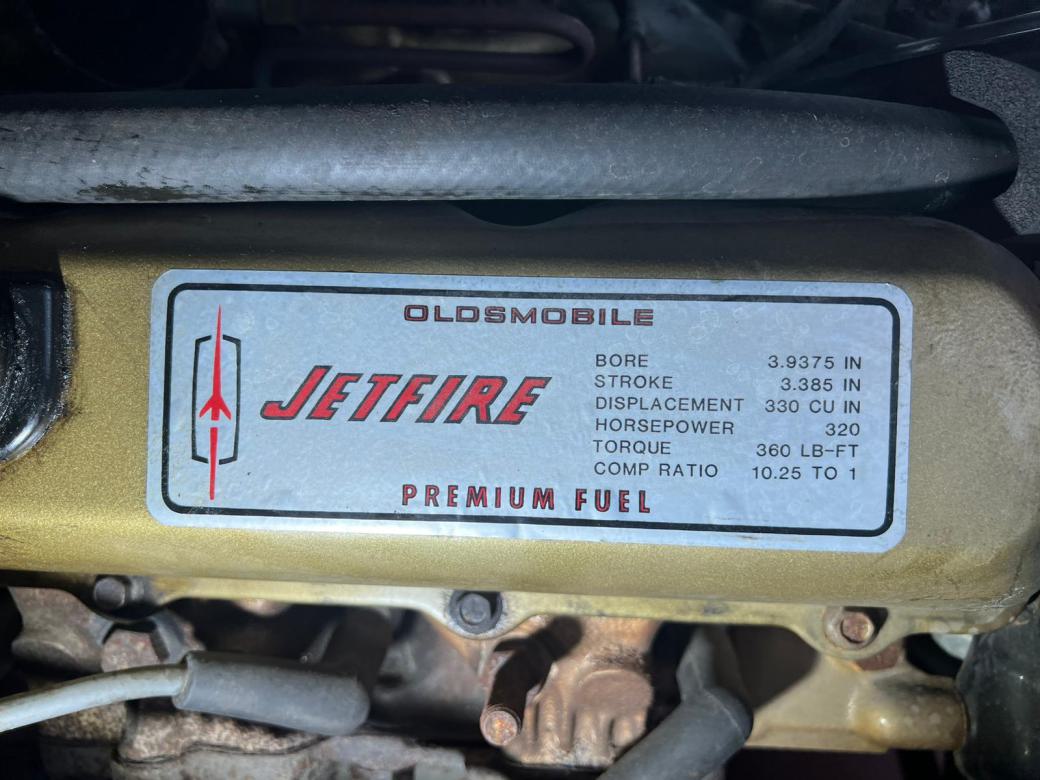 OLDSMOBILE
JETFIRE
BORE 3.9375 IN
STROKE 3.385 IN
DISPLACEMENT 330 CU IN
HORSEPOWER 320
TORQUE 360 LB-FT
COMP RATIO 10.25 TO 1
PREMIUM FUEL